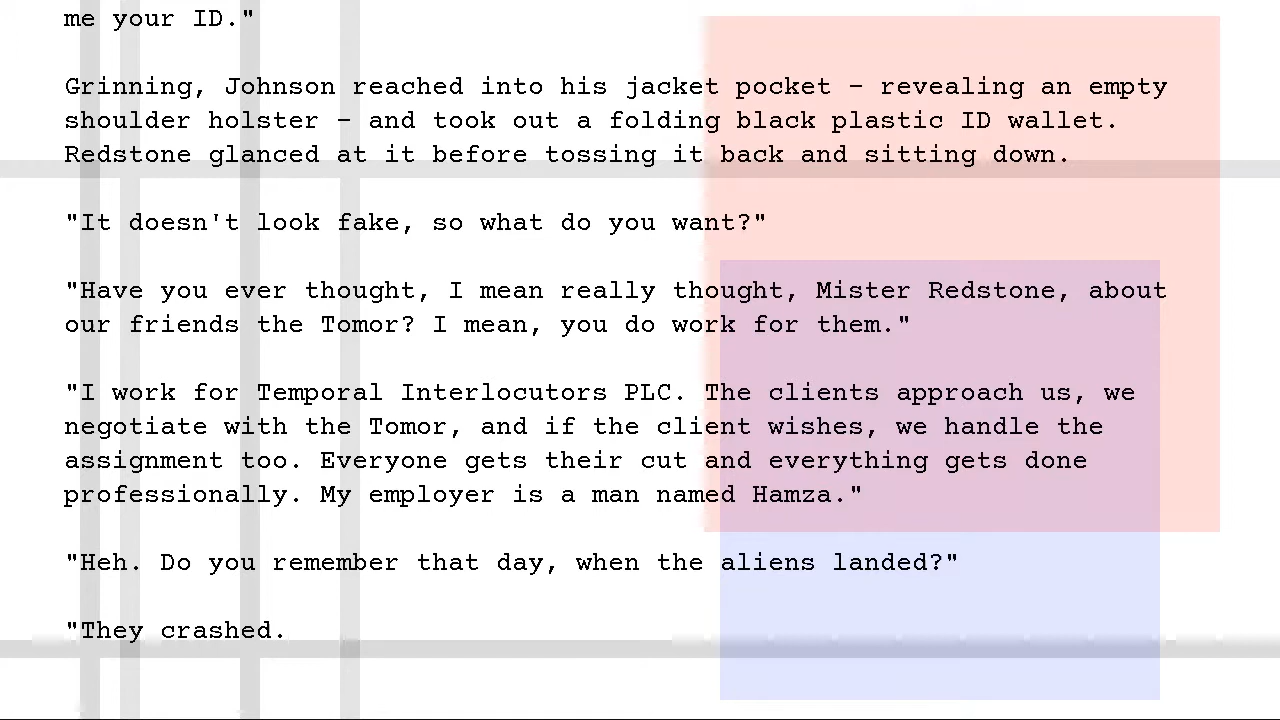 me your ID."
Grinning, Johnson reached into his jacket pocket – revealing an empty
shoulder holster – and took out a folding black plastic ID wallet.
Redstone glanced at it before tossing it back and sitting down.
"It doesn't look fake, so what do you want?"
"Have you ever thought, I mean really thought, Mister Redstone, about
our friends the Tomor? I mean, you do work for them."
"I work for Temporal Interlocutors PLC. The clients approach us, we
negotiate with the Tomor, and if the client wishes, we handle the
assignment too. Everyone gets their cut and everything gets done
professionally. My employer is a man named Hamza."
"Heh. Do you remember that day, when the aliens landed?"
"They crashed.